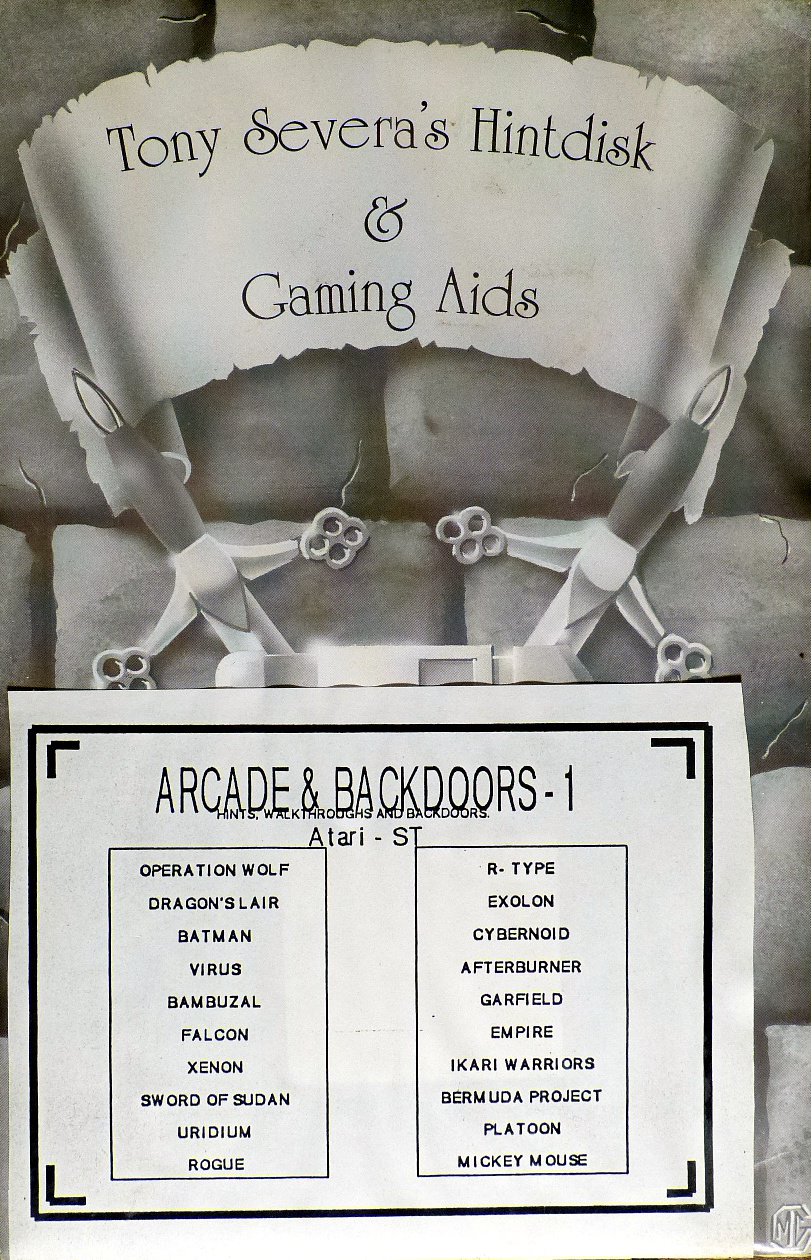 Tony Severa's Hintdisk
&
Gaming Aids
ARCADE & BACKDOORS - 1
HINTS, WALKTHROUGHS AND BACKDOORS.
Atari - ST
OPERATION WOLF
DRAGON'S LAIR
BATMAN
VIRUS
BAMBUZAL
FALCON
XENON
SWORD OF SUDAN
URIDIUM
ROGUE
R- TYPE
EXOLON
CYBERNOID
AFTERBURNER
GARFIELD
EMPIRE
IKARI WARRIORS
BERMUDA PROJECT
PLATOON
MICKEY MOUSE